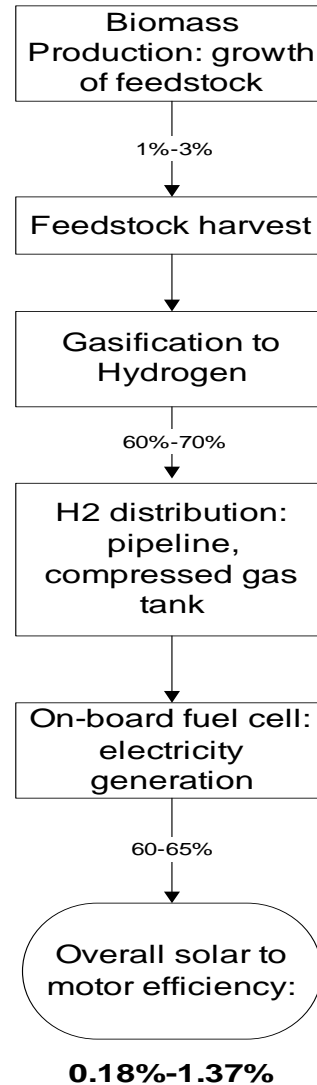 Biomass
Production: growth
of feedstock
1%-3%
Feedstock harvest
Gasification to
Hydrogen
60%-70%
H2 distribution:
pipeline,
compressed gas
tank
On-board fuel cell:
electricity
generation
60-65%
Overall solar to
motor efficiency:
0.18%-1.37%